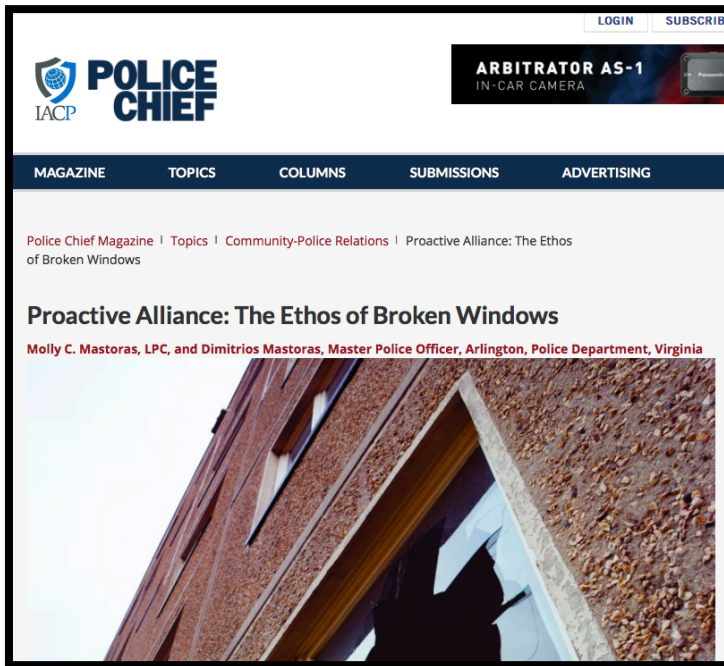 LOGIN
SUBSCRIB
IACP
POLICE
CHIEF
ARBITRATOR AS-1
IN-CAR CAMERA
Panasonic
MAGAZINE
TOPICS
COLUMNS
SUBMISSIONS
ADVERTISING
Police Chief Magazine | Topics | Community-Police Relations | Proactive Alliance: The Ethos
of Broken Windows
Proactive Alliance: The Ethos of Broken Windows
Molly C. Mastoras, LPC, and Dimitrios Mastoras, Master Police Officer, Arlington, Police Department, Virginia